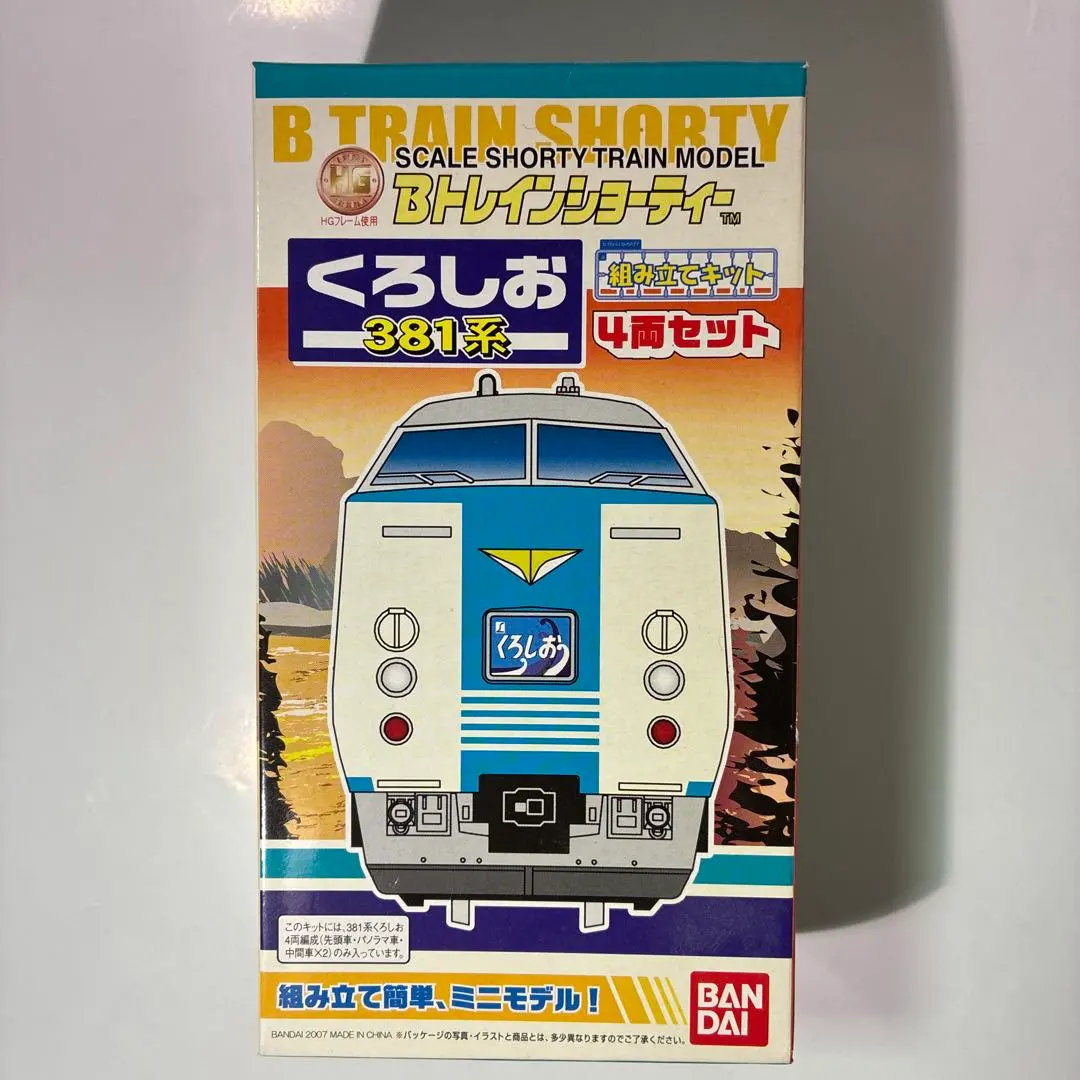 B TRAIN SHORTY
SCALE SHORTY TRAIN MODEL
HG
HGフレーム使用
Bトレインショーティー™
くろしお
381系
組み立てキット
4両セット
くろしお
このキットには、381系くろしお
4両編成(先頭車・パノラマ車・
中間車×2)のみ入っています。
組み立て簡単、ミニモデル!
BAN
DAI
BANDAI 2007 MADE IN CHINA ※パッケージの写真・イラストと商品とは、多少異なりますのでご了承ください。